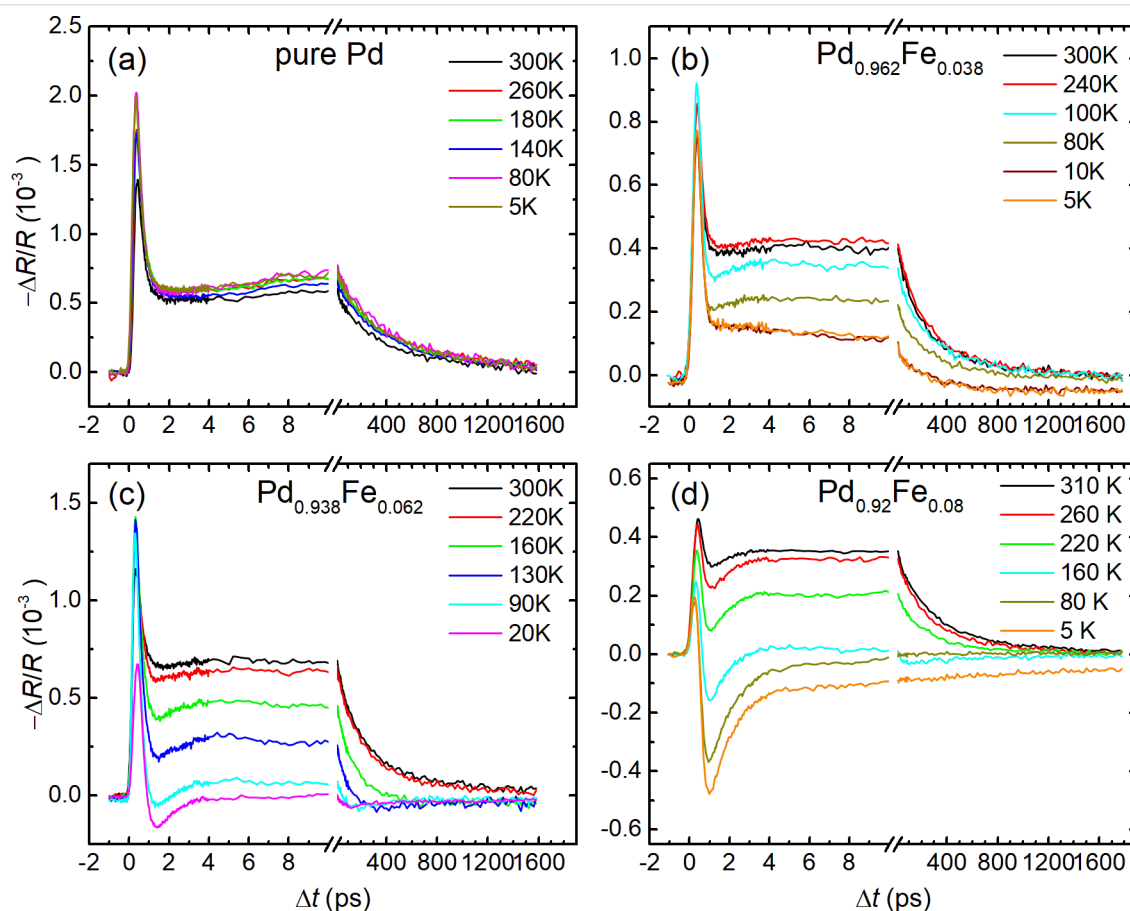 (a)
pure Pd
300K
260K
180K
140K
80K
5K
−ΔR/R (10⁻³)
2.5
2.0
1.5
1.0
0.5
0.0
-2 0 2 4 6 8 400 800 1200 1600
(b)
Pd₀.₉₆₂Fe₀.₀₃₈
300K
240K
100K
80K
10K
5K
−ΔR/R (10⁻³)
1.0
0.8
0.6
0.4
0.2
0.0
-2 0 2 4 6 8 400 800 1200 1600
(c)
Pd₀.₉₃₈Fe₀.₀₆₂
300K
220K
160K
130K
90K
20K
−ΔR/R (10⁻³)
1.5
1.0
0.5
0.0
-2 0 2 4 6 8 400 800 1200 1600
Δt (ps)
(d)
Pd₀.₉₂Fe₀.₀₈
310 K
260 K
220 K
160 K
80 K
5 K
0.6
0.4
0.2
0.0
-0.2
-0.4
-0.6
-2 0 2 4 6 8 400 800 1200 1600
Δt (ps)